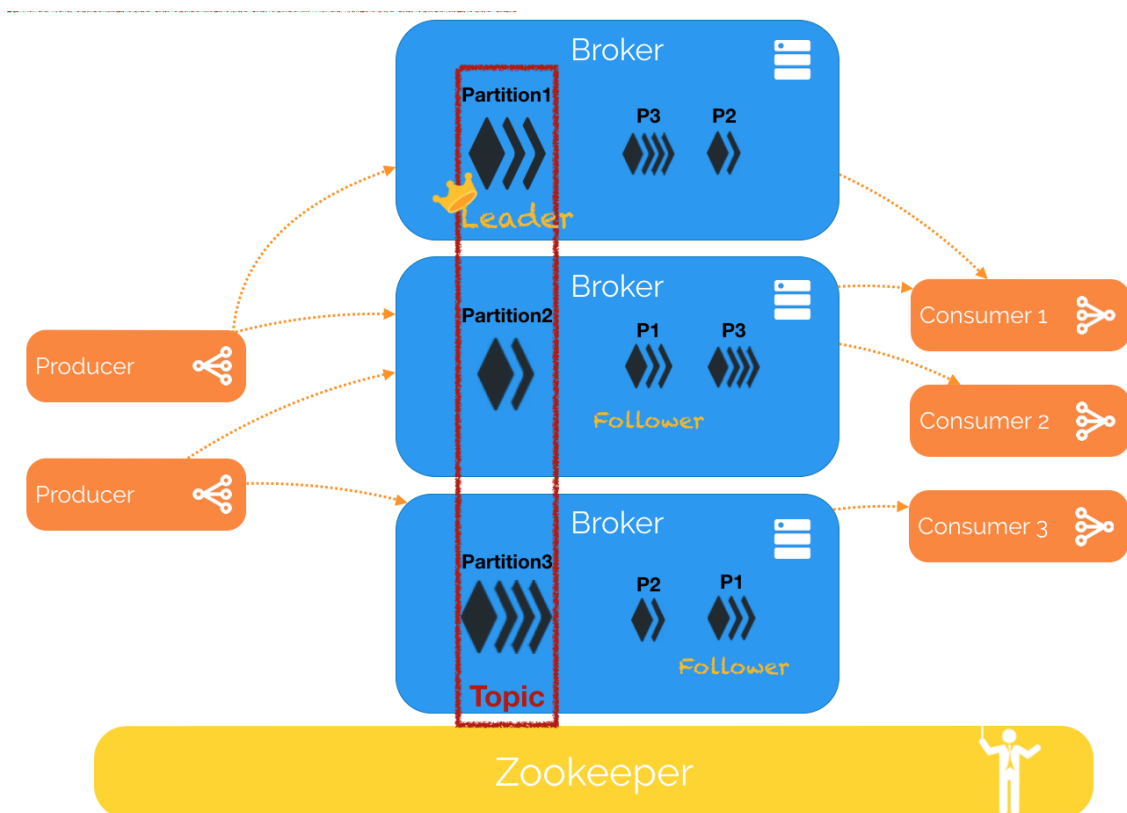 Broker
Partition1
P3
P2
Leader
Broker
Partition2
P1
P3
Follower
Broker
Partition3
P2
P1
Follower
Topic
Producer
Producer
Consumer 1
Consumer 2
Consumer 3
Zookeeper